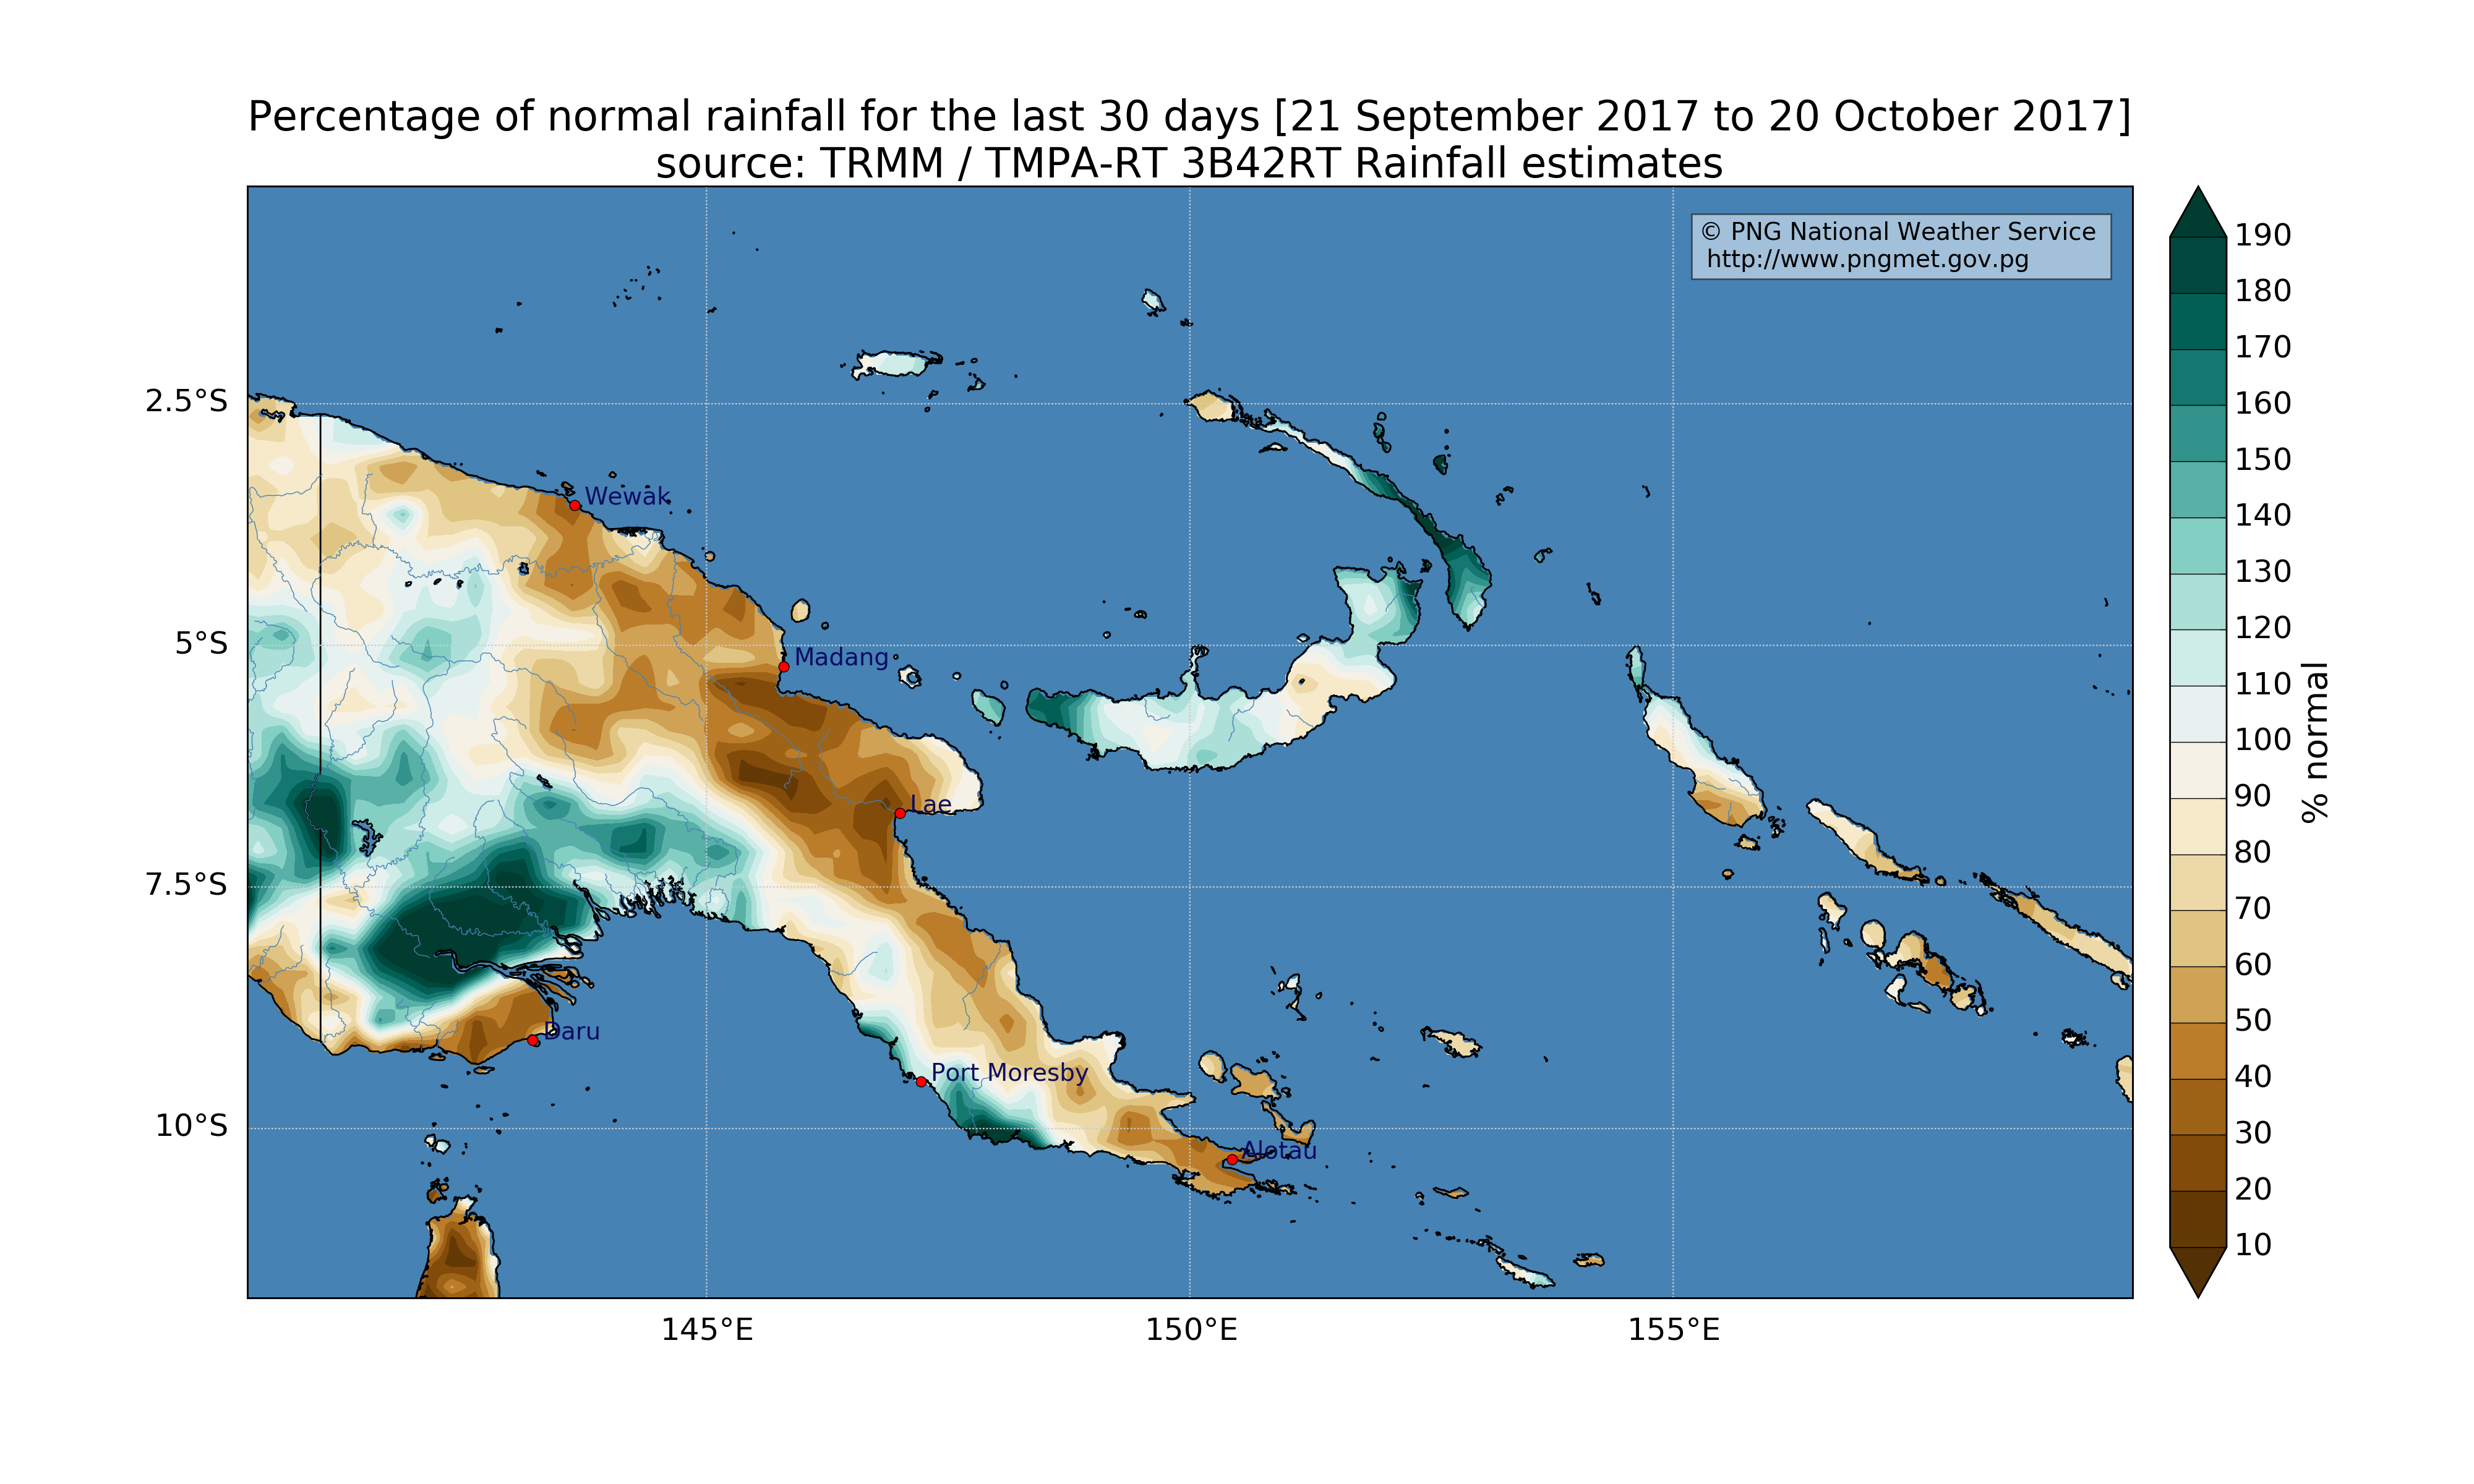 Percentage of normal rainfall for the last 30 days [21 September 2017 to 20 October 2017]
source: TRMM / TMPA-RT 3B42RT Rainfall estimates
© PNG National Weather Service
http://www.pngmet.gov.pg
2.5°S
5°S
7.5°S
10°S
Wewak
Madang
Lae
Daru
Port Moresby
Alotau
145°E
150°E
155°E
190
180
170
160
150
140
130
120
110
100
90
80
70
60
50
40
30
20
10
% normal